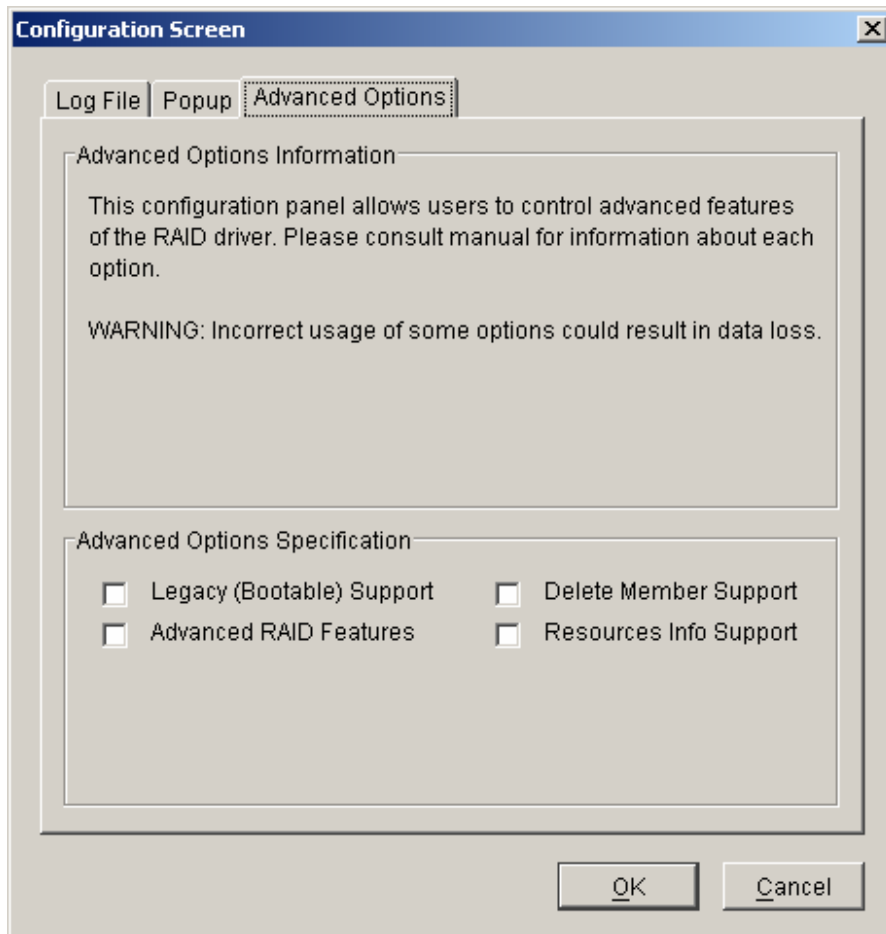 Configuration Screen
Log File
Popup
Advanced Options
Advanced Options Information
This configuration panel allows users to control advanced features
of the RAID driver. Please consult manual for information about each
option.
WARNING: Incorrect usage of some options could result in data loss.
Advanced Options Specification
Legacy (Bootable) Support
Delete Member Support
Advanced RAID Features
Resources Info Support
OK
Cancel